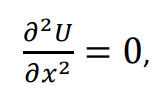 ∂²U/∂x² = 0,